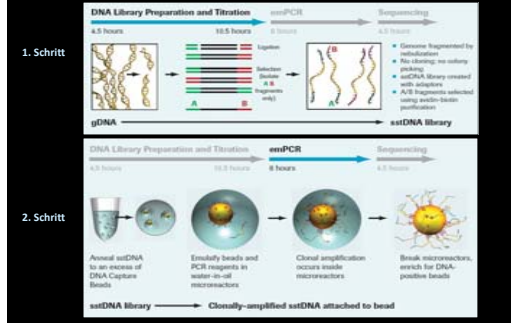 1. Schritt
DNA Library Preparation and Titration
emPCR
Sequencing
4.5 hours
10.5 hours
8 hours
4.5 hours
Ligation
Selection
(isolate
A B
fragments
only)
A
B
B
A
Genome fragmented by
nebulization
No cloning; no colony
picking
sstDNA library created
with adaptors
A/B fragments selected
using avidin-biotin
purification
gDNA
sstDNA library
2. Schritt
DNA Library Preparation and Titration
emPCR
Sequencing
4.5 hours
10.5 hours
8 hours
4.5 hours
Anneal sstDNA
to an excess of
DNA Capture
Beads
Emulsify beads and
PCR reagents in
water-in-oil
microreactors
Clonal amplification
occurs inside
microreactors
Break microreactors,
enrich for DNA-
positive beads
sstDNA library
Clonally-amplified sstDNA attached to bead